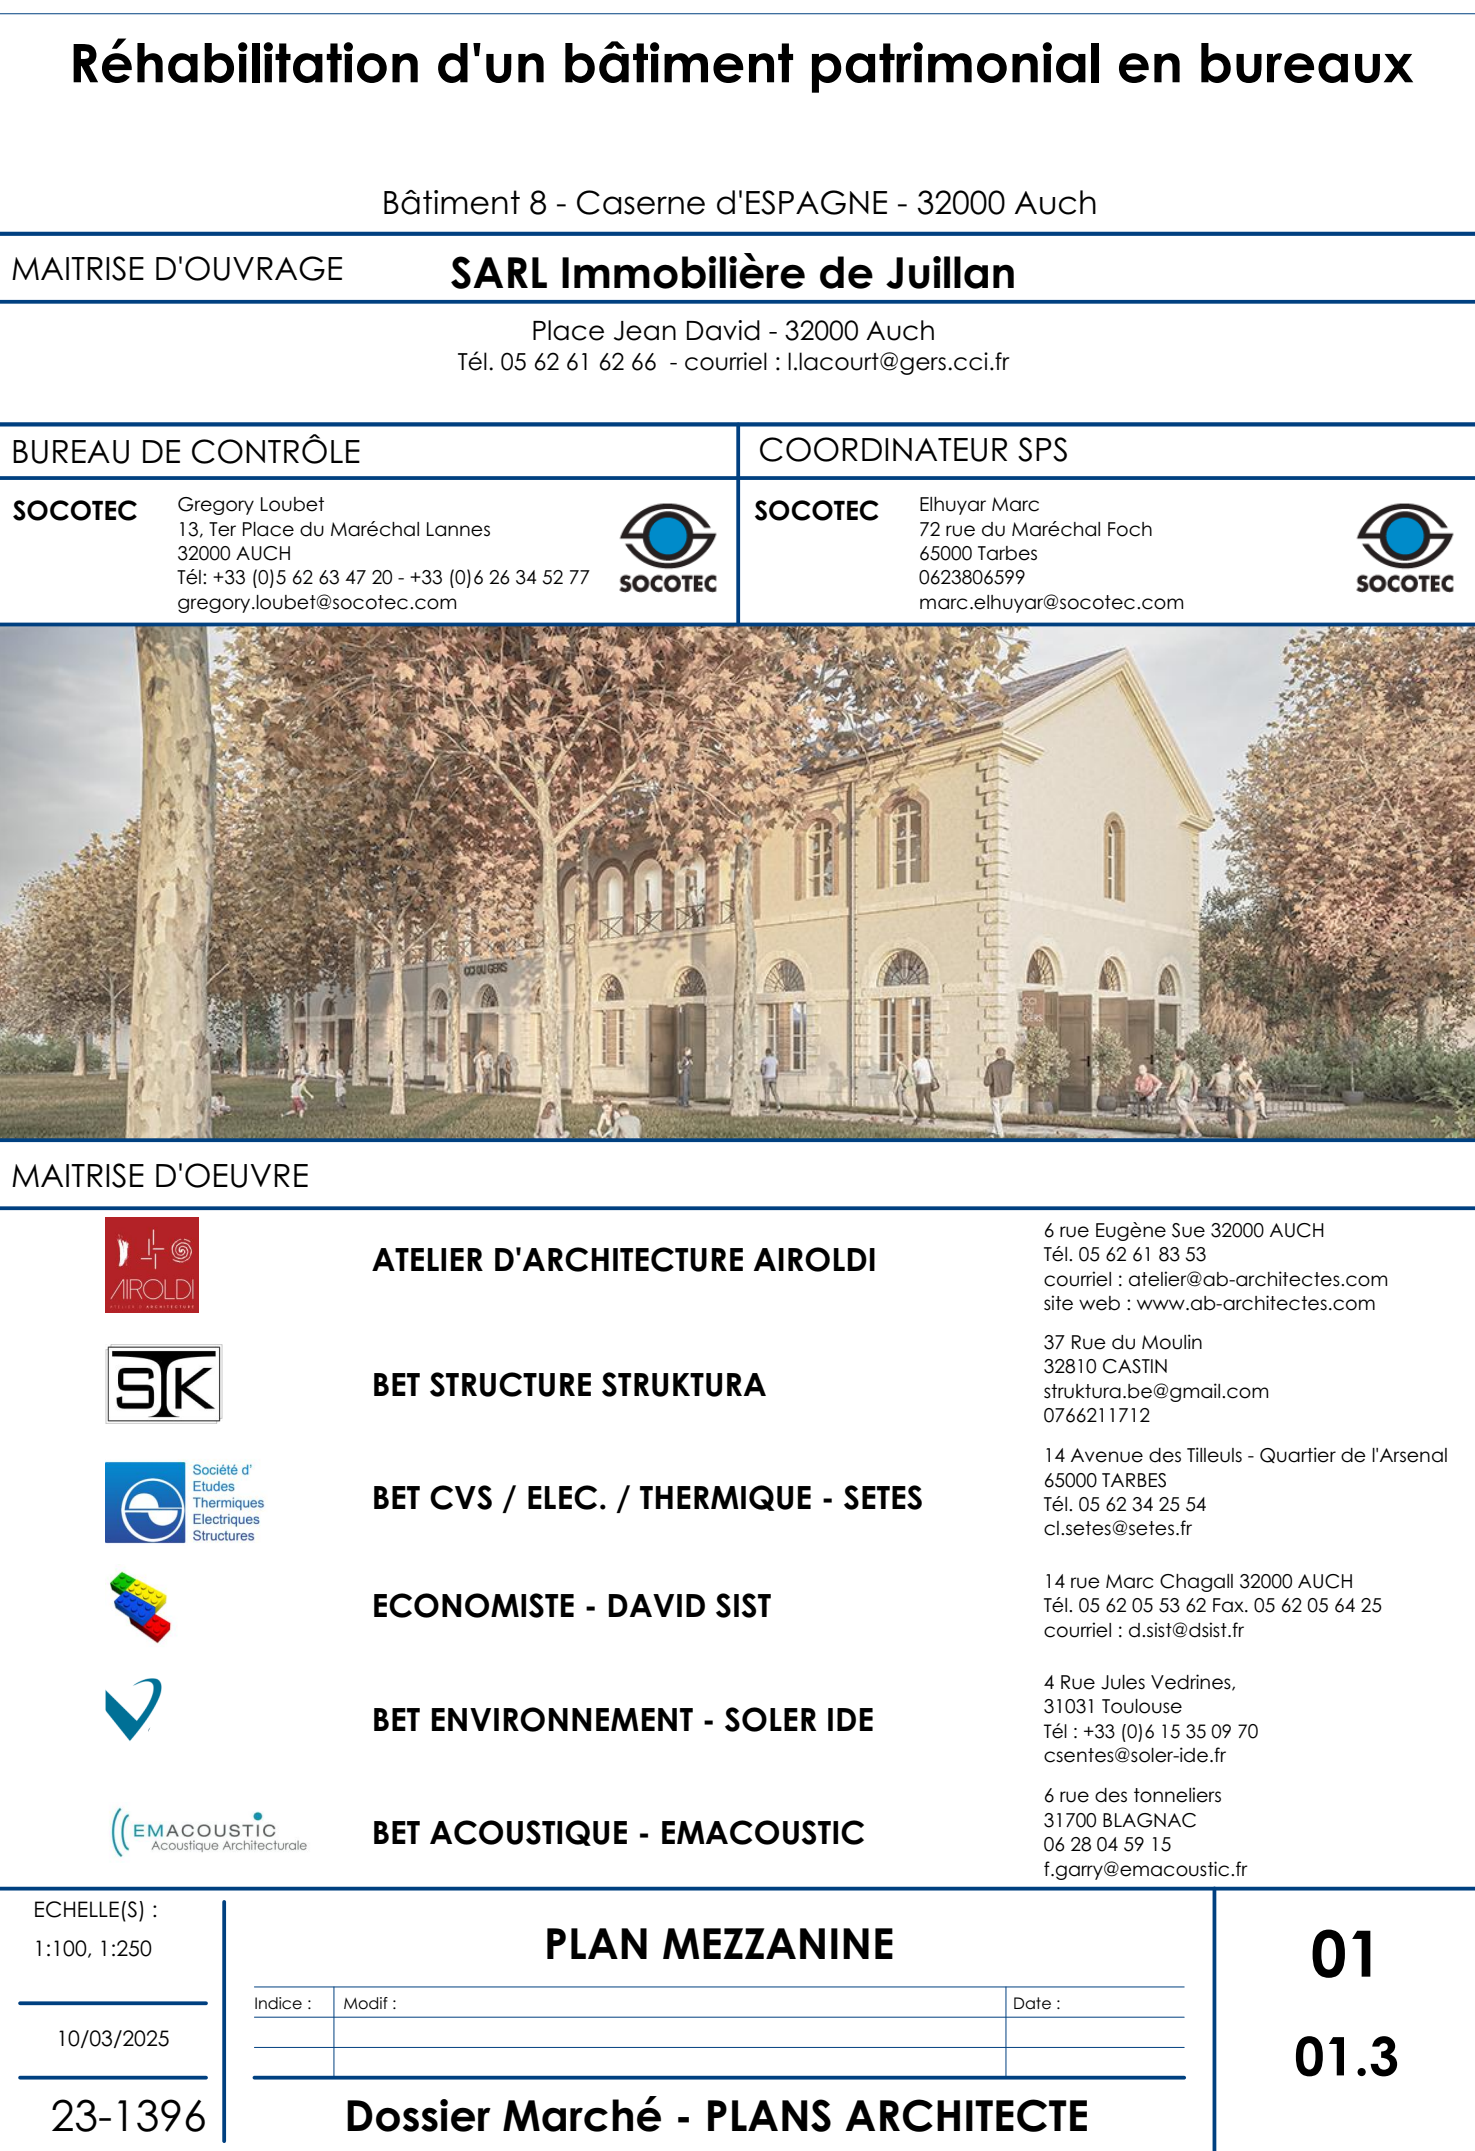 Réhabilitation d'un bâtiment patrimonial en bureaux
Bâtiment 8 - Caserne d'ESPAGNE - 32000 Auch
MAITRISE D'OUVRAGE
SARL Immobilière de Juillan
Place Jean David - 32000 Auch
Tél. 05 62 61 62 66 - courriel : l.lacourt@gers.cci.fr
BUREAU DE CONTRÔLE
SOCOTEC
Gregory Loubet
13, Ter Place du Maréchal Lannes
32000 AUCH
Tél: +33 (0)5 62 63 47 20 - +33 (0)6 26 34 52 77
gregory.loubet@socotec.com
SOCOTEC
COORDINATEUR SPS
SOCOTEC
Elhuyar Marc
72 rue du Maréchal Foch
65000 Tarbes
0623806599
marc.elhuyar@socotec.com
SOCOTEC
CCI DU GERS
CCI
GERS
MAITRISE D'OEUVRE
AIROLDI
ATELIER D'ARCHITECTURE
ATELIER D'ARCHITECTURE AIROLDI
6 rue Eugène Sue 32000 AUCH
Tél. 05 62 61 83 53
courriel : atelier@ab-architectes.com
site web : www.ab-architectes.com
STK
BET STRUCTURE STRUKTURA
37 Rue du Moulin
32810 CASTIN
struktura.be@gmail.com
0766211712
Société d'
Etudes
Thermiques
Electriques
Structures
BET CVS / ELEC. / THERMIQUE - SETES
14 Avenue des Tilleuls - Quartier de l'Arsenal
65000 TARBES
Tél. 05 62 34 25 54
cl.setes@setes.fr
ECONOMISTE - DAVID SIST
14 rue Marc Chagall 32000 AUCH
Tél. 05 62 05 53 62 Fax. 05 62 05 64 25
courriel : d.sist@dsist.fr
BET ENVIRONNEMENT - SOLER IDE
4 Rue Jules Vedrines,
31031 Toulouse
Tél : +33 (0)6 15 35 09 70
csentes@soler-ide.fr
EMACOUSTIC
Acoustique Architecturale
BET ACOUSTIQUE - EMACOUSTIC
6 rue des tonneliers
31700 BLAGNAC
06 28 04 59 15
f.garry@emacoustic.fr
ECHELLE(S) :
1:100, 1:250
10/03/2025
23-1396
PLAN MEZZANINE
Indice :
Modif :
Date :
Dossier Marché - PLANS ARCHITECTE
01
01.3